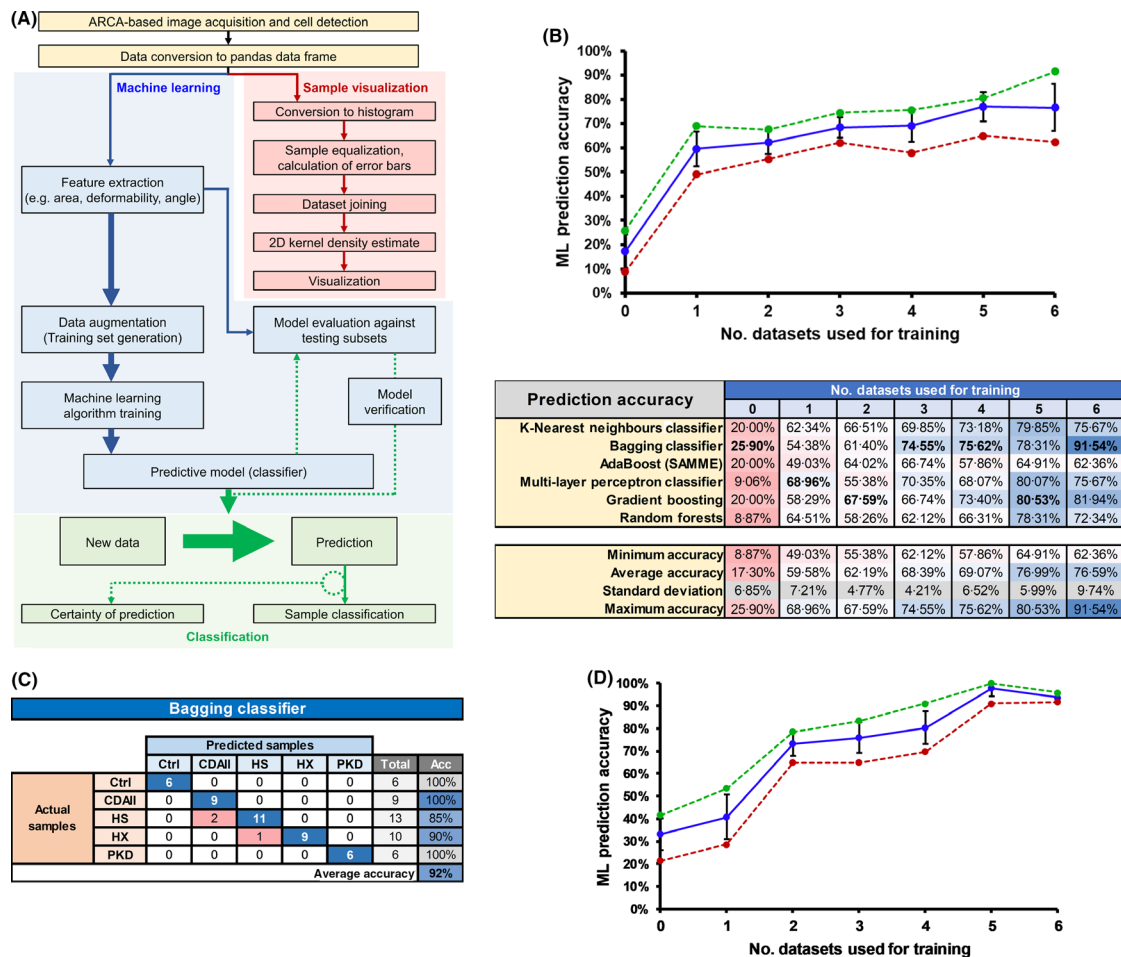 (A)
ARCA-based image acquisition and cell detection
Data conversion to pandas data frame
Machine learning
Sample visualization
Conversion to histogram
Sample equalization,
calculation of error bars
Dataset joining
2D kernel density estimate
Visualization
Feature extraction
(e.g. area, deformability, angle)
Data augmentation
(Training set generation)
Model evaluation against
testing subsets
Machine learning
algorithm training
Model
verification
Predictive model (classifier)
New data
Prediction
Certainty of prediction
Sample classification
Classification
(B)
ML prediction accuracy
100%
90%
80%
70%
60%
50%
40%
30%
20%
10%
0%
0 1 2 3 4 5 6
No. datasets used for training
Prediction accuracy No. datasets used for training
0 1 2 3 4 5 6
K-Nearest neighbours classifier 20·00% 62·34% 66·51% 69·85% 73·18% 79·85% 75·67%
Bagging classifier 25·90% 54·38% 61·40% 74·55% 75·62% 78·31% 91·54%
AdaBoost (SAMME) 20·00% 49·03% 64·02% 66·74% 57·86% 64·91% 62·36%
Multi-layer perceptron classifier 9·06% 68·96% 55·38% 70·35% 68·07% 80·07% 75·67%
Gradient boosting 20·00% 58·29% 67·59% 66·74% 73·40% 80·53% 81·94%
Random forests 8·87% 64·51% 58·26% 62·12% 66·31% 78·31% 72·34%
Minimum accuracy 8·87% 49·03% 55·38% 62·12% 57·86% 64·91% 62·36%
Average accuracy 17·30% 59·58% 62·19% 68·39% 69·07% 76·99% 76·59%
Standard deviation 6·85% 7·21% 4·77% 4·21% 6·52% 5·99% 9·74%
Maximum accuracy 25·90% 68·96% 67·59% 74·55% 75·62% 80·53% 91·54%
(C)
Bagging classifier
Predicted samples
Ctrl CDAII HS HX PKD Total Acc
Actual
samples
Ctrl 6 0 0 0 0 6 100%
CDAII 0 9 0 0 0 9 100%
HS 0 2 11 0 0 13 85%
HX 0 0 1 9 0 10 90%
PKD 0 0 0 0 6 6 100%
Average accuracy 92%
(D)
ML prediction accuracy
100%
90%
80%
70%
60%
50%
40%
30%
20%
10%
0%
0 1 2 3 4 5 6
No. datasets used for training